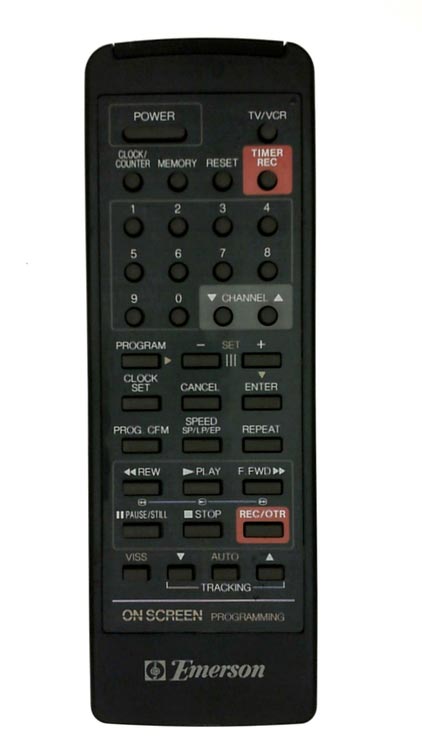 POWER TV/VCR
CLOCK/ COUNTER MEMORY RESET TIMER REC
1 2 3 4
5 6 7 8
9 0 ▼ CHANNEL ▲
PROGRAM − SET +
CLOCK SET CANCEL ENTER
PROG. CFM SPEED SP/LP/EP REPEAT
◀◀REW ▶PLAY F.FWD▶▶
PAUSE/STILL ■STOP REC/OTR
VISS ▼ AUTO ▲
TRACKING
ON SCREEN PROGRAMMING
Emerson